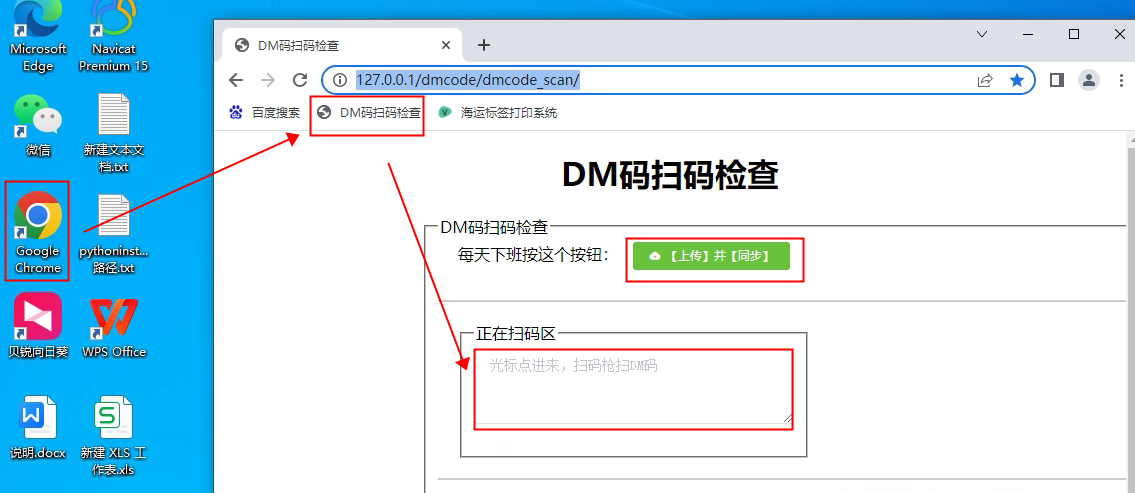 Microsoft
Edge
Navicat
Premium 15
微信
新建文本文
档.txt
Google
Chrome
pythoninst...
路径.txt
贝锐向日葵
WPS Office
说明.docx
新建 XLS 工
作表.xls
DM码扫码检查
127.0.0.1/dmcode/dmcode_scan/
百度搜索
DM码扫码检查
海运标签打印系统
DM码扫码检查
DM码扫码检查
每天下班按这个按钮：
【上传】并【同步】
正在扫码区
光标点进来，扫码枪扫DM码